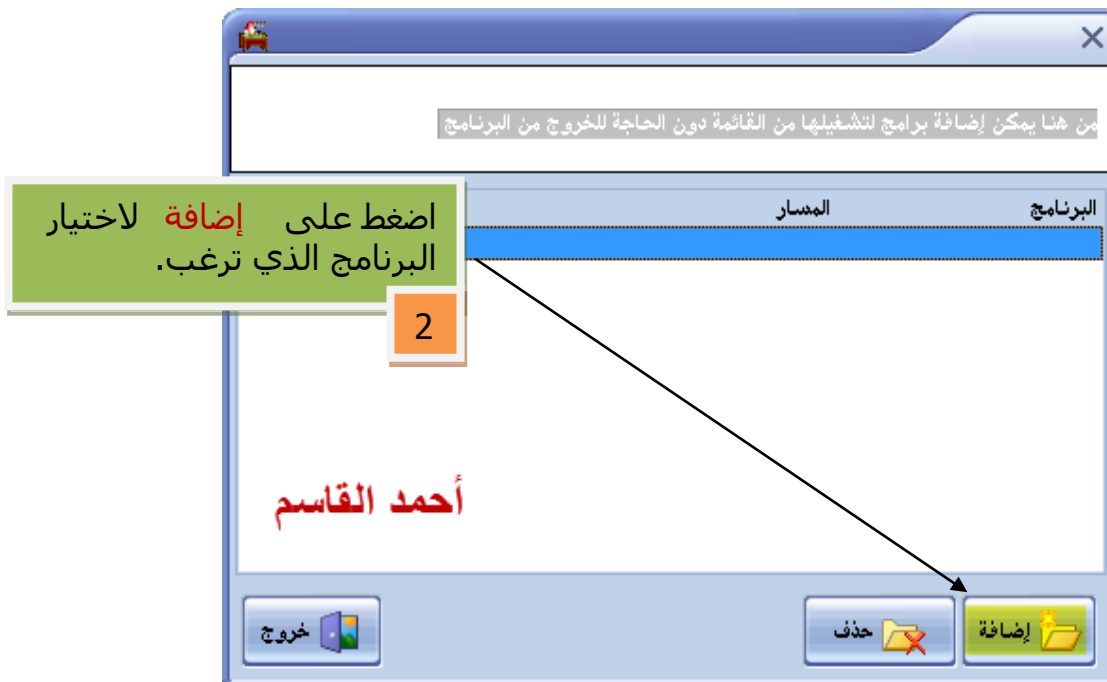 من هنا يمكن إضافة برامج لتشغيلها من القائمة دون الحاجة للخروج من البرنامج
البرنامج المسار
اضغط على إضافة لاختيار
البرنامج الذي ترغب.
2
أحمد القاسم
إضافة حذف خروج